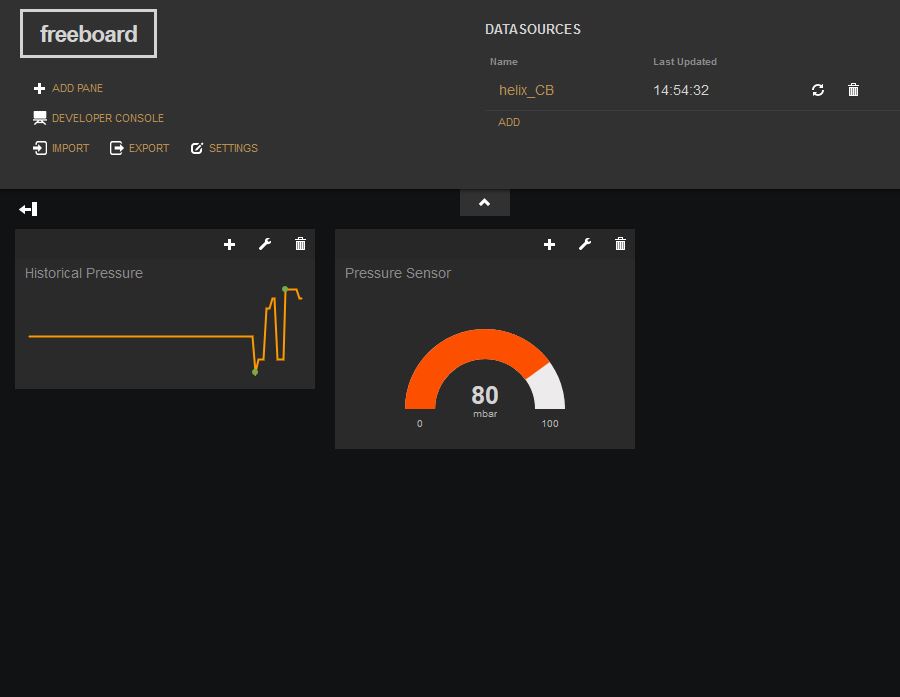 freeboard
ADD PANE
DEVELOPER CONSOLE
IMPORT EXPORT SETTINGS
DATASOURCES
Name Last Updated
helix_CB 14:54:32
ADD
Historical Pressure
Pressure Sensor
80
mbar
0 100